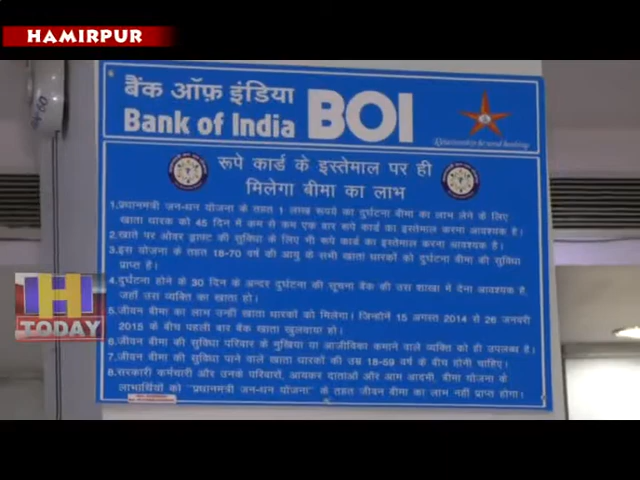 HAMIRPUR
बैंक ऑफ़ इंडिया
Bank of India
BOI
Relationship beyond banking
रूपे कार्ड के इस्तेमाल पर ही
मिलेगा बीमा का लाभ
1.प्रधानमन्त्री जन-धन योजना के तहत 1 लाख रूपये का दुर्घटना बीमा का लाभ लेने के लिए
खाता धारक को 45 दिन में कम से कम एक बार रूपे कार्ड का इस्तेमाल करना आवश्यक है।
2.खाते पर ओवर ड्राफ्ट की सुविधा के लिए भी रूपे कार्ड का इस्तेमाल करना आवश्यक है।
3.इस योजना के तहत 18-70 वर्ष की आयु के सभी खाता धारकों को दुर्घटना बीमा की सुविधा
प्राप्त है।
4.दुर्घटना होने के 30 दिन के अन्दर दुर्घटना की सूचना बैंक की उस शाखा में देना आवश्यक है,
जहाँ उस व्यक्ति का खाता हो।
5.जीवन बीमा का लाभ उन्हीं खाता धारकों को मिलेगा। जिन्होंने 15 अगस्त 2014 से 26 जनवरी
2015 के बीच पहली बार बैंक खाता खुलवाया हो।
6.जीवन बीमा की सुविधा परिवार के मुखिया या आजीविका कमाने वाले व्यक्ति को ही उपलब्ध है।
7.जीवन बीमा की सुविधा पाने वाले खाता धारकों की उम्र 18-59 वर्ष के बीच होनी चाहिए।
8.सरकारी कर्मचारी और उनके परिवारों, आयकर दाताओं और आम आदमी, बीमा योजना के
लाभार्थियों को "प्रधानमन्त्री जन-धन योजना" के तहत जीवन बीमा का लाभ नहीं प्राप्त होगा।
HI
TODAY